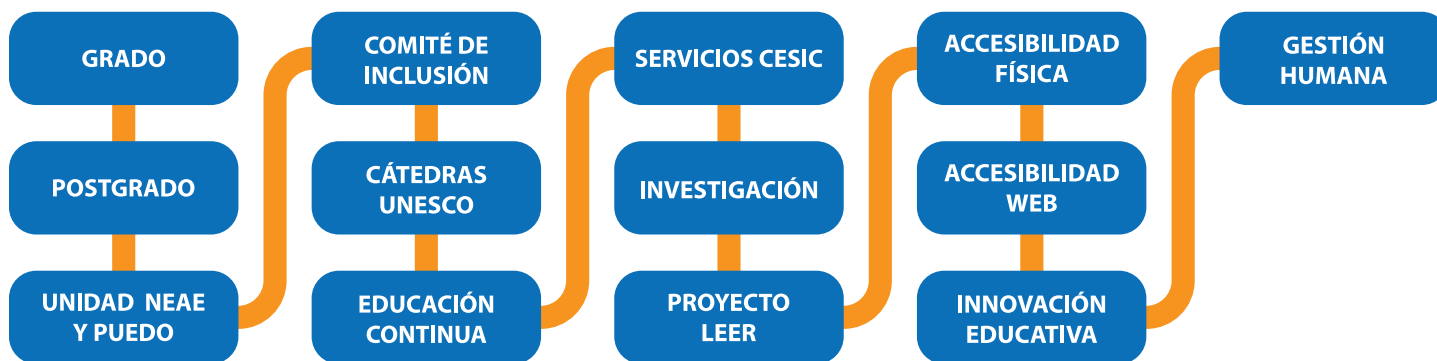 GRADO
POSTGRADO
UNIDAD NEAE
Y PUEDO
COMITÉ DE
INCLUSIÓN
CÁTEDRAS
UNESCO
EDUCACIÓN
CONTINUA
SERVICIOS CESIC
INVESTIGACIÓN
PROYECTO
LEER
ACCESIBILIDAD
FÍSICA
ACCESIBILIDAD
WEB
INNOVACIÓN
EDUCATIVA
GESTIÓN
HUMANA